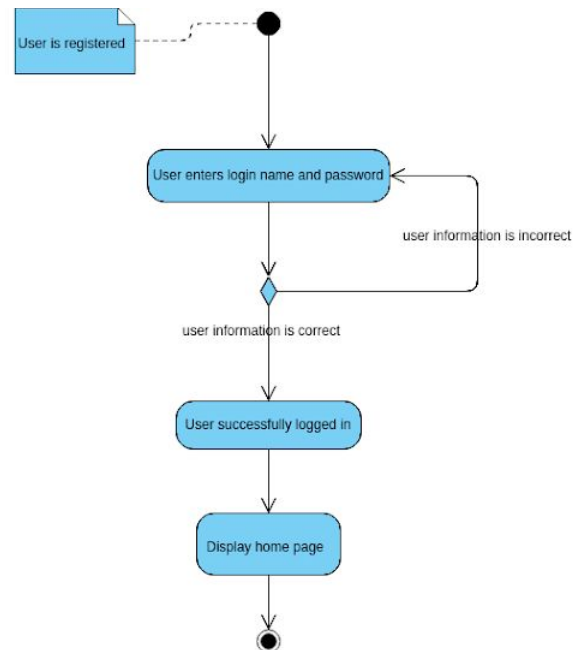 User is registered
User enters login name and password
user information is incorrect
user information is correct
User successfully logged in
Display home page